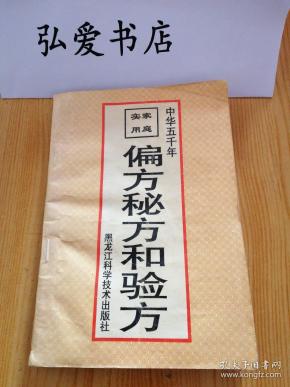 弘爱书店
中华五千年
家庭
实用
偏方秘方和验方
黑龙江科学技术出版社